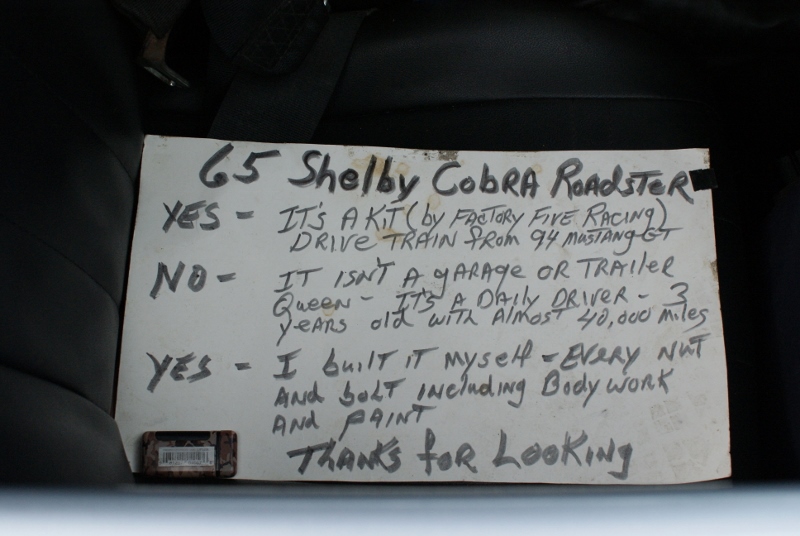 65 Shelby CobRA RoadsTER
YES - IT'S A KIT (by FACTORY FIVE RACING)
DRIVE TRAIN from 94 MUSTANG GT
NO - IT ISN'T A gARAGE OR TRAILER
Queen - IT'S A DAILY DRIVER - 3
years old with Almost 40,000 miles
YES - I built IT Myself - EVERY NUT
AND bolt including Body work
AND PAINT
THANKS for LOOKING